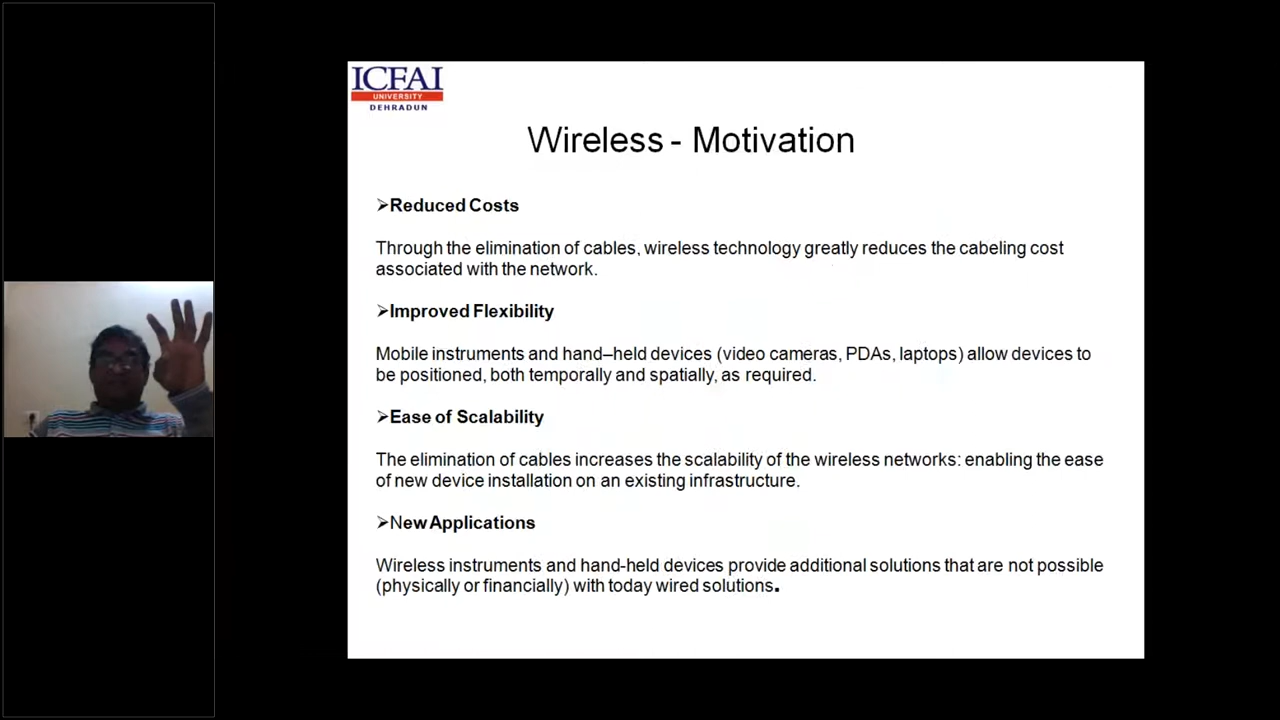 ICFAI
UNIVERSITY
DEHRADUN
Wireless - Motivation
➢Reduced Costs
Through the elimination of cables, wireless technology greatly reduces the cabeling cost
associated with the network.
➢Improved Flexibility
Mobile instruments and hand–held devices (video cameras, PDAs, laptops) allow devices to
be positioned, both temporally and spatially, as required.
➢Ease of Scalability
The elimination of cables increases the scalability of the wireless networks: enabling the ease
of new device installation on an existing infrastructure.
➢New Applications
Wireless instruments and hand-held devices provide additional solutions that are not possible
(physically or financially) with today wired solutions.